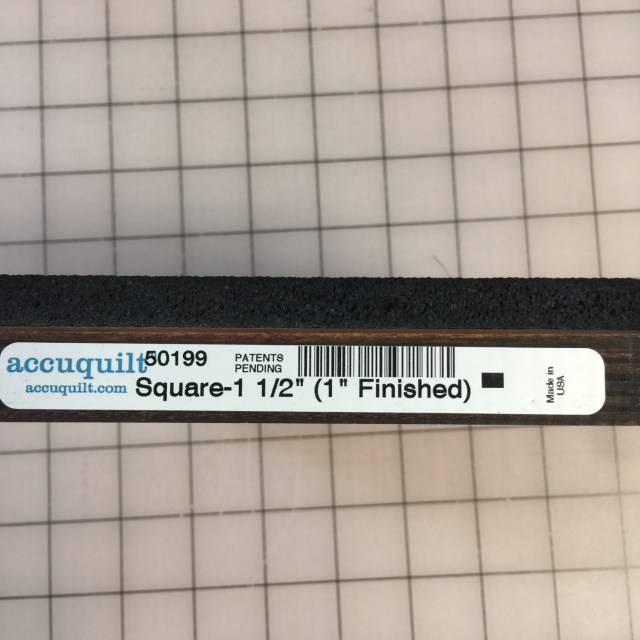 accuquilt 50199
PATENTS
PENDING
accuquilt.com Square-1 1/2" (1" Finished)
Made in
USA